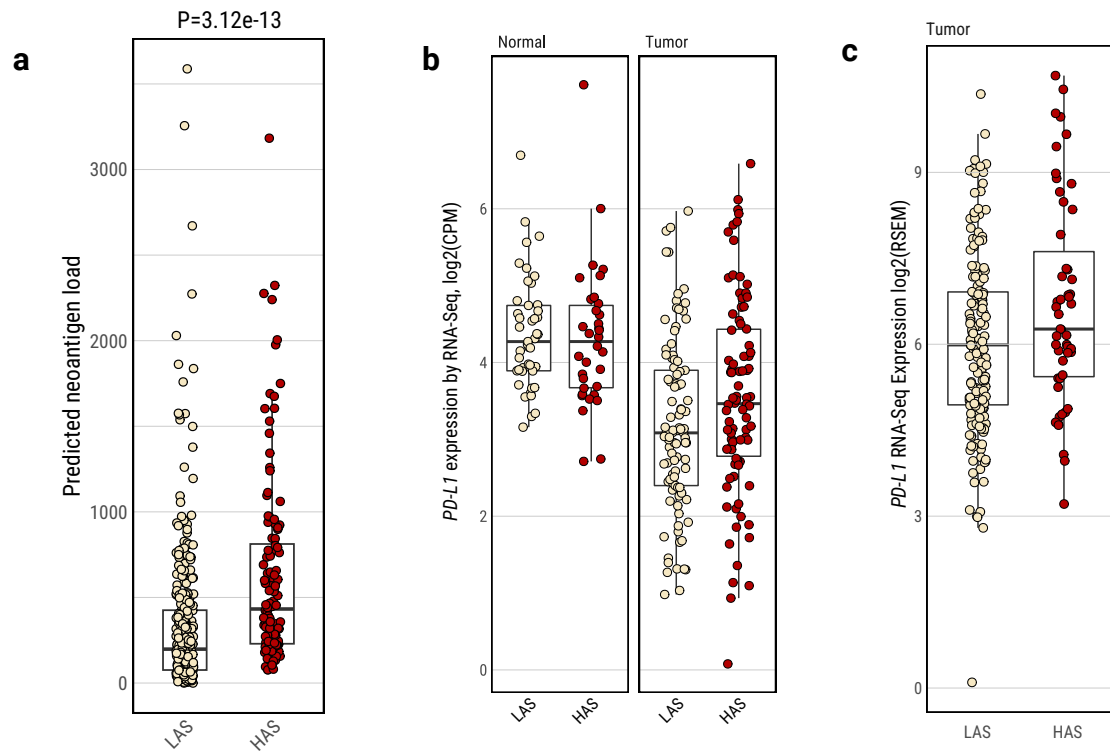 a
P=3.12e-13
Predicted neoantigen load
3000
2000
1000
0
LAS
HAS
b
Normal
Tumor
PD-L1 expression by RNA-Seq, log2(CPM)
6
4
2
0
LAS
HAS
LAS
HAS
c
Tumor
PD-L1 RNA-Seq Expression log2(RSEM)
9
6
3
0
LAS
HAS